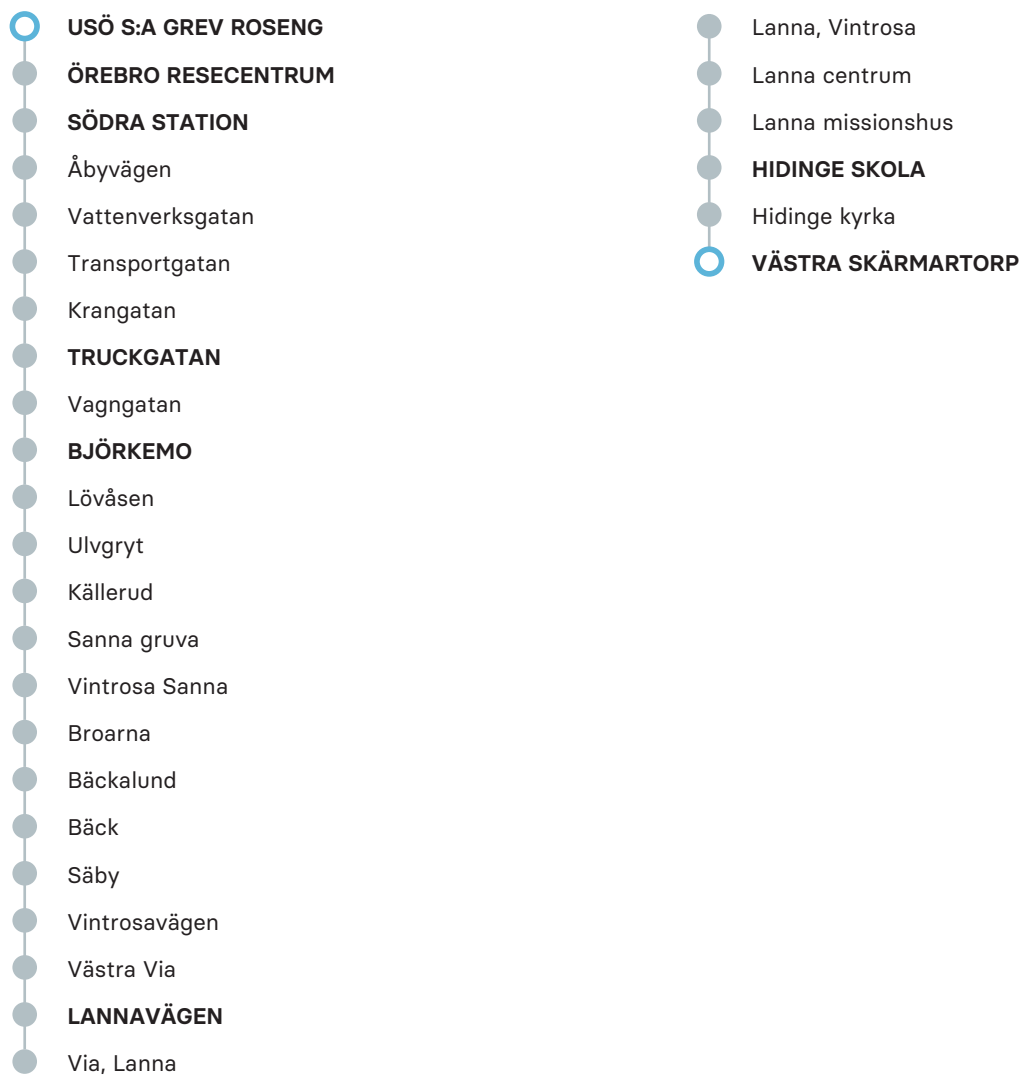 USÖ S:A GREV ROSENG
ÖREBRO RESECENTRUM
SÖDRA STATION
Åbyvägen
Vattenverksgatan
Transportgatan
Krangatan
TRUCKGATAN
Vagngatan
BJÖRKEMO
Lövåsen
Ulvgryt
Källerud
Sanna gruva
Vintrosa Sanna
Broarna
Bäckalund
Bäck
Säby
Vintrosavägen
Västra Via
LANNAVÄGEN
Via, Lanna
Lanna, Vintrosa
Lanna centrum
Lanna missionshus
HIDINGE SKOLA
Hidinge kyrka
VÄSTRA SKÄRMARTORP